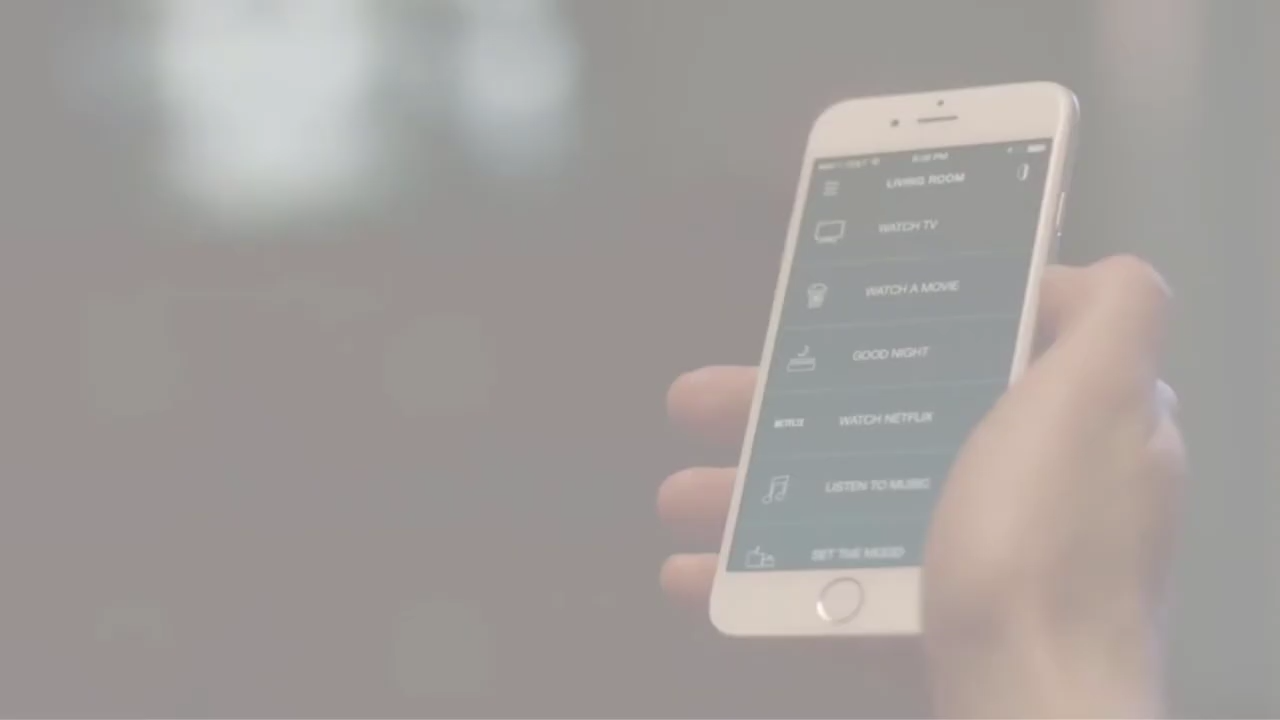 LIVING ROOM
WATCH TV
WATCH A MOVIE
GOOD NIGHT
NETFLIX WATCH NETFLIX
LISTEN TO MUSIC
SET THE MOOD